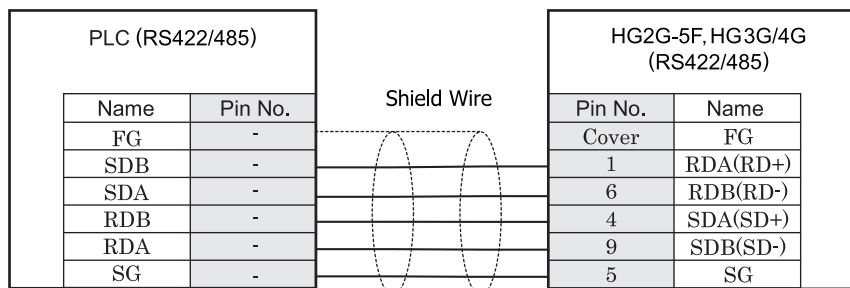 PLC (RS422/485)
HG2G-5F, HG3G/4G
(RS422/485)
Shield Wire
Name Pin No. Pin No. Name
FG - Cover FG
SDB - 1 RDA(RD+)
SDA - 6 RDB(RD-)
RDB - 4 SDA(SD+)
RDA - 9 SDB(SD-)
SG - 5 SG